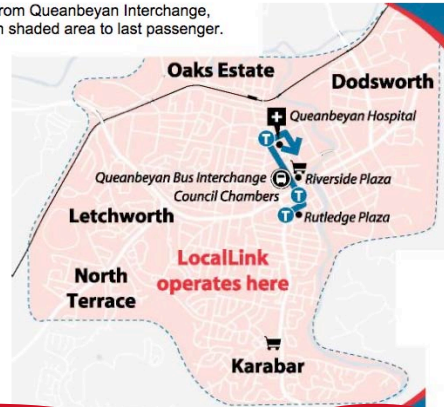 rom Queanbeyan Interchange,
n shaded area to last passenger.
Oaks Estate
Dodsworth
Queanbeyan Hospital
T
Queanbeyan Bus Interchange
Riverside Plaza
Council Chambers
T
T
Rutledge Plaza
Letchworth
LocalLink
operates here
North
Terrace
Karabar